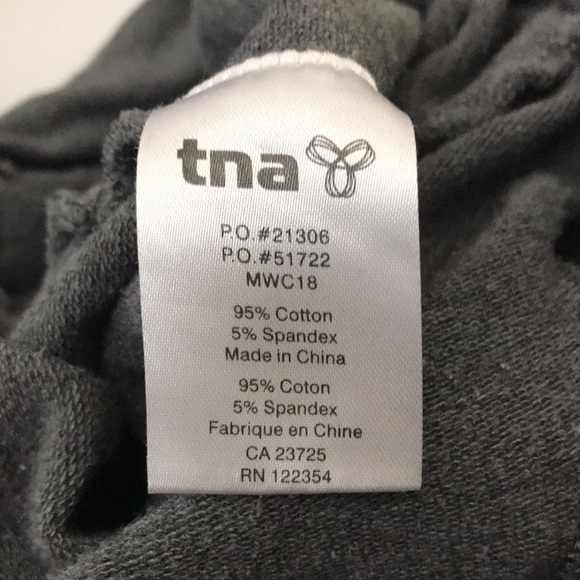 tna
P.O.#21306
P.O.#51722
MWC18
95% Cotton
5% Spandex
Made in China
95% Coton
5% Spandex
Fabrique en Chine
CA 23725
RN 122354